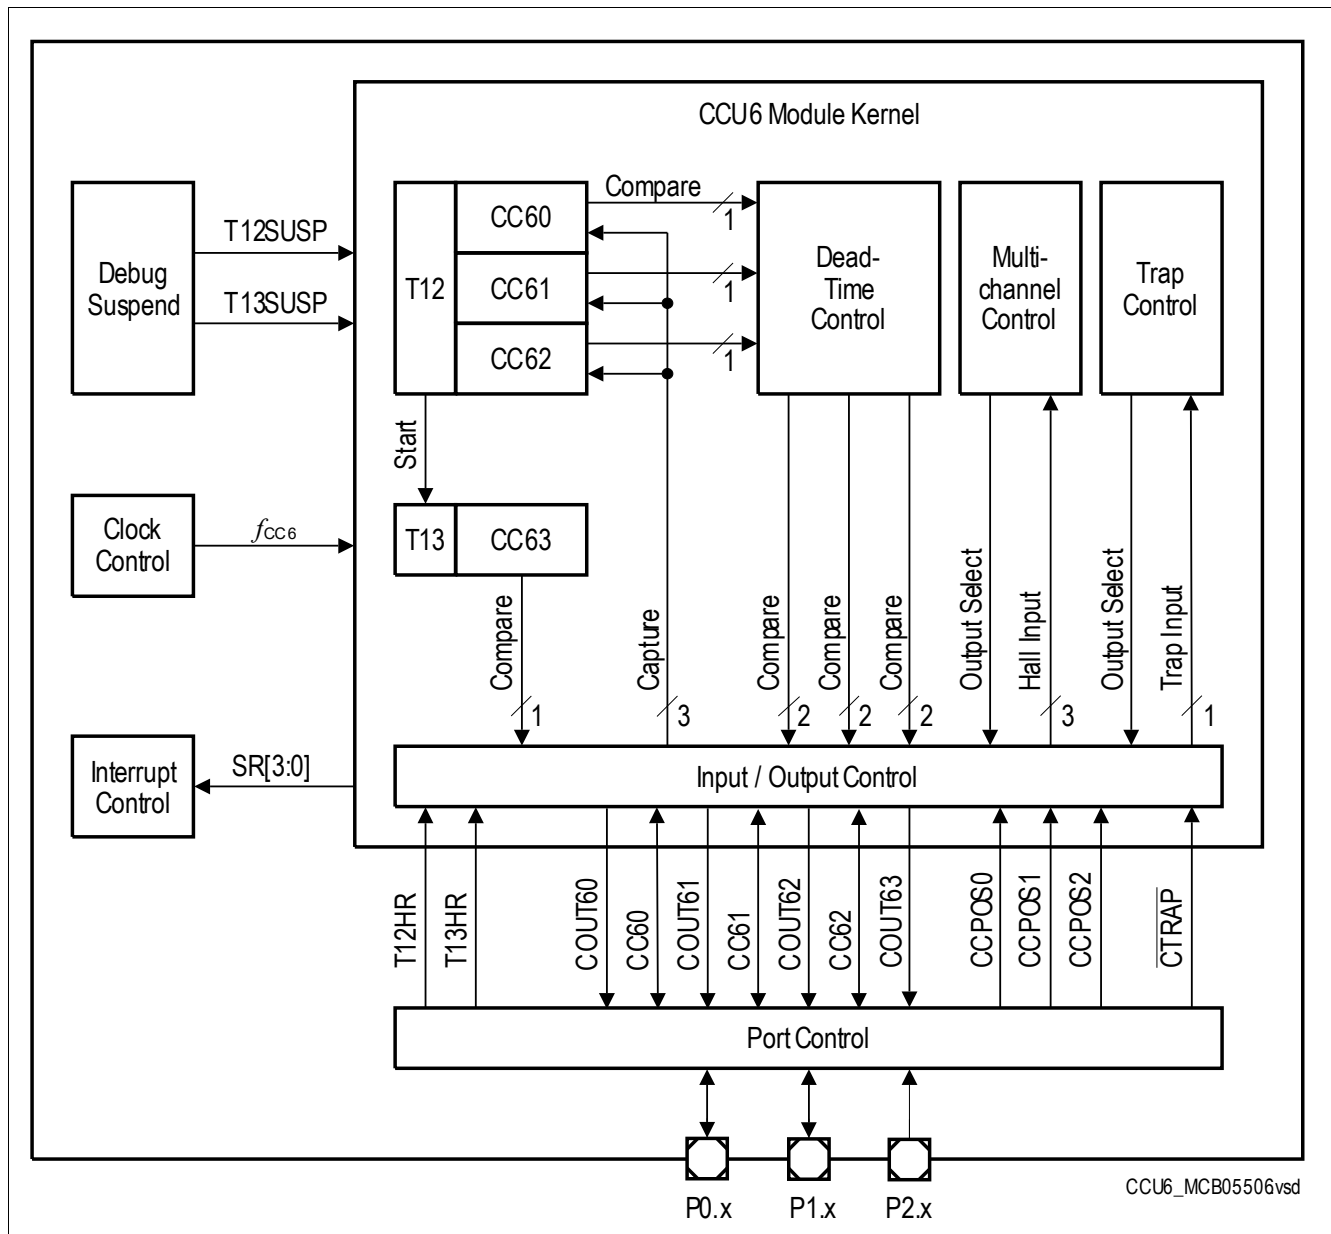 CCU6 Module Kernel
Debug
Suspend
T12SUSP
T13SUSP
T12
CC60
CC61
CC62
Compare
1
1
1
Dead-
Time
Control
Multi-
channel
Control
Trap
Control
Start
Clock
Control
fCC6
T13
CC63
Compare
1
Capture
3
Compare
2
Compare
2
Compare
2
Output Select
Hall Input
3
Output Select
Trap Input
1
Interrupt
Control
SR[3:0]
Input / Output Control
T12HR
T13HR
COUT60
CC60
COUT61
CC61
COUT62
CC62
COUT63
CCPOS0
CCPOS1
CCPOS2
CTRAP
Port Control
P0.x
P1.x
P2.x
CCU6_MCB05506.vsd